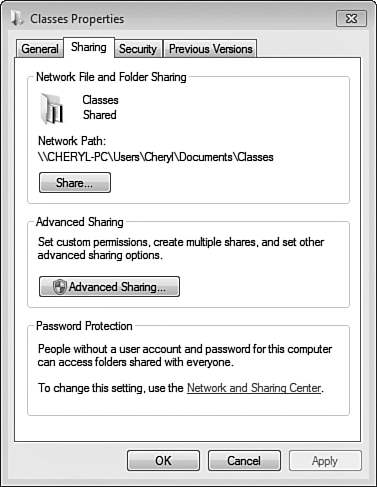 Classes Properties
General Sharing Security Previous Versions
Network File and Folder Sharing
Classes
Shared
Network Path:
\\CHERYL-PC\Users\Cheryl\Documents\Classes
Share...
Advanced Sharing
Set custom permissions, create multiple shares, and set other
advanced sharing options.
Advanced Sharing...
Password Protection
People without a user account and password for this computer
can access folders shared with everyone.
To change this setting, use the Network and Sharing Center.
OK Cancel Apply